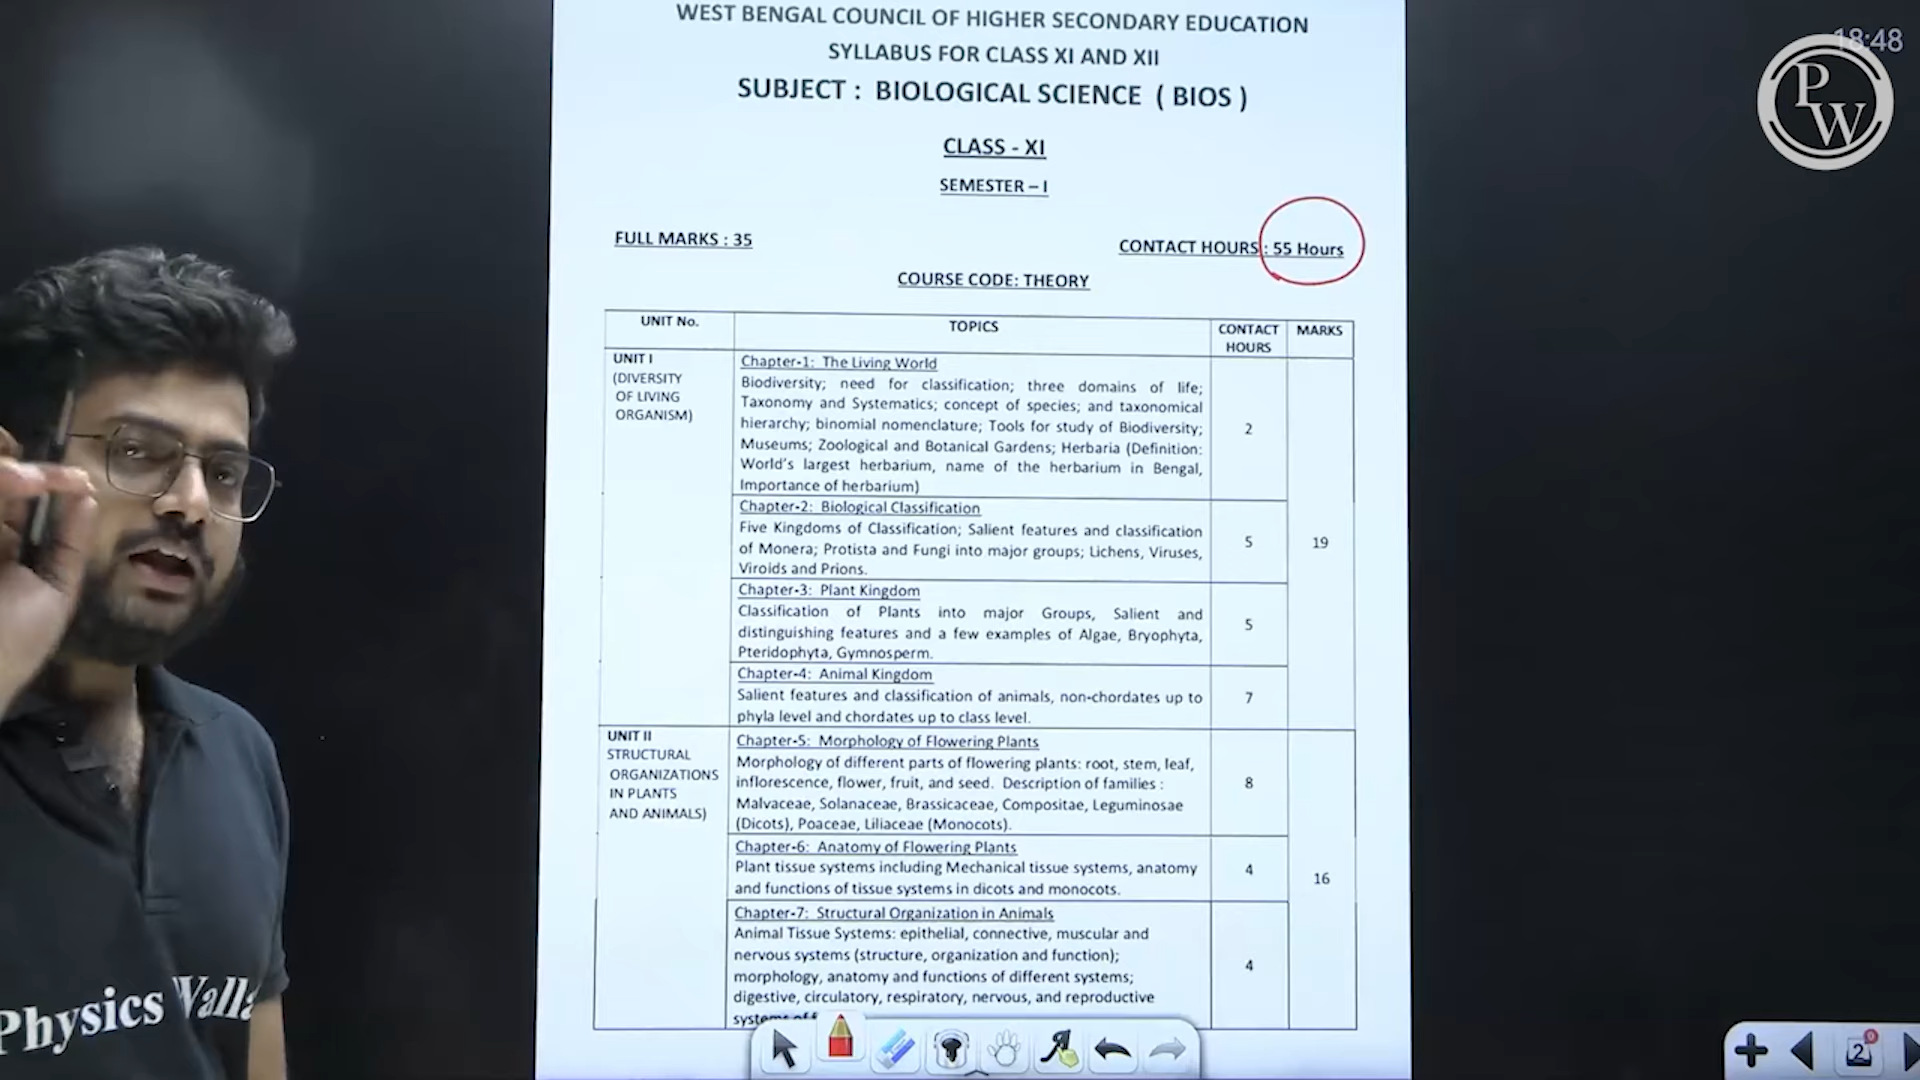 WEST BENGAL COUNCIL OF HIGHER SECONDARY EDUCATION
SYLLABUS FOR CLASS XI AND XII
SUBJECT : BIOLOGICAL SCIENCE ( BIOS )
CLASS - XI
SEMESTER – I
FULL MARKS : 35
CONTACT HOURS : 55 Hours
COURSE CODE: THEORY
UNIT No.
TOPICS
CONTACT
HOURS
MARKS
UNIT I
(DIVERSITY
OF LIVING
ORGANISM)
Chapter-1: The Living World
Biodiversity; need for classification; three domains of life;
Taxonomy and Systematics; concept of species; and taxonomical
hierarchy; binomial nomenclature; Tools for study of Biodiversity;
Museums; Zoological and Botanical Gardens; Herbaria (Definition:
World's largest herbarium, name of the herbarium in Bengal,
Importance of herbarium)
2
Chapter-2: Biological Classification
Five Kingdoms of Classification; Salient features and classification
of Monera; Protista and Fungi into major groups; Lichens, Viruses,
Viroids and Prions.
5
19
Chapter-3: Plant Kingdom
Classification of Plants into major Groups, Salient and
distinguishing features and a few examples of Algae, Bryophyta,
Pteridophyta, Gymnosperm.
5
Chapter-4: Animal Kingdom
Salient features and classification of animals, non-chordates up to
phyla level and chordates up to class level.
7
UNIT II
STRUCTURAL
ORGANIZATIONS
IN PLANTS
AND ANIMALS)
Chapter-5: Morphology of Flowering Plants
Morphology of different parts of flowering plants: root, stem, leaf,
inflorescence, flower, fruit, and seed. Description of families :
Malvaceae, Solanaceae, Brassicaceae, Compositae, Leguminosae
(Dicots), Poaceae, Liliaceae (Monocots).
8
Chapter-6: Anatomy of Flowering Plants
Plant tissue systems including Mechanical tissue systems, anatomy
and functions of tissue systems in dicots and monocots.
4
16
Chapter-7: Structural Organization in Animals
Animal Tissue Systems: epithelial, connective, muscular and
nervous systems (structure, organization and function);
morphology, anatomy and functions of different systems;
digestive, circulatory, respiratory, nervous, and reproductive
systems of
4
18:48
P
W
Physics Walla
2
0